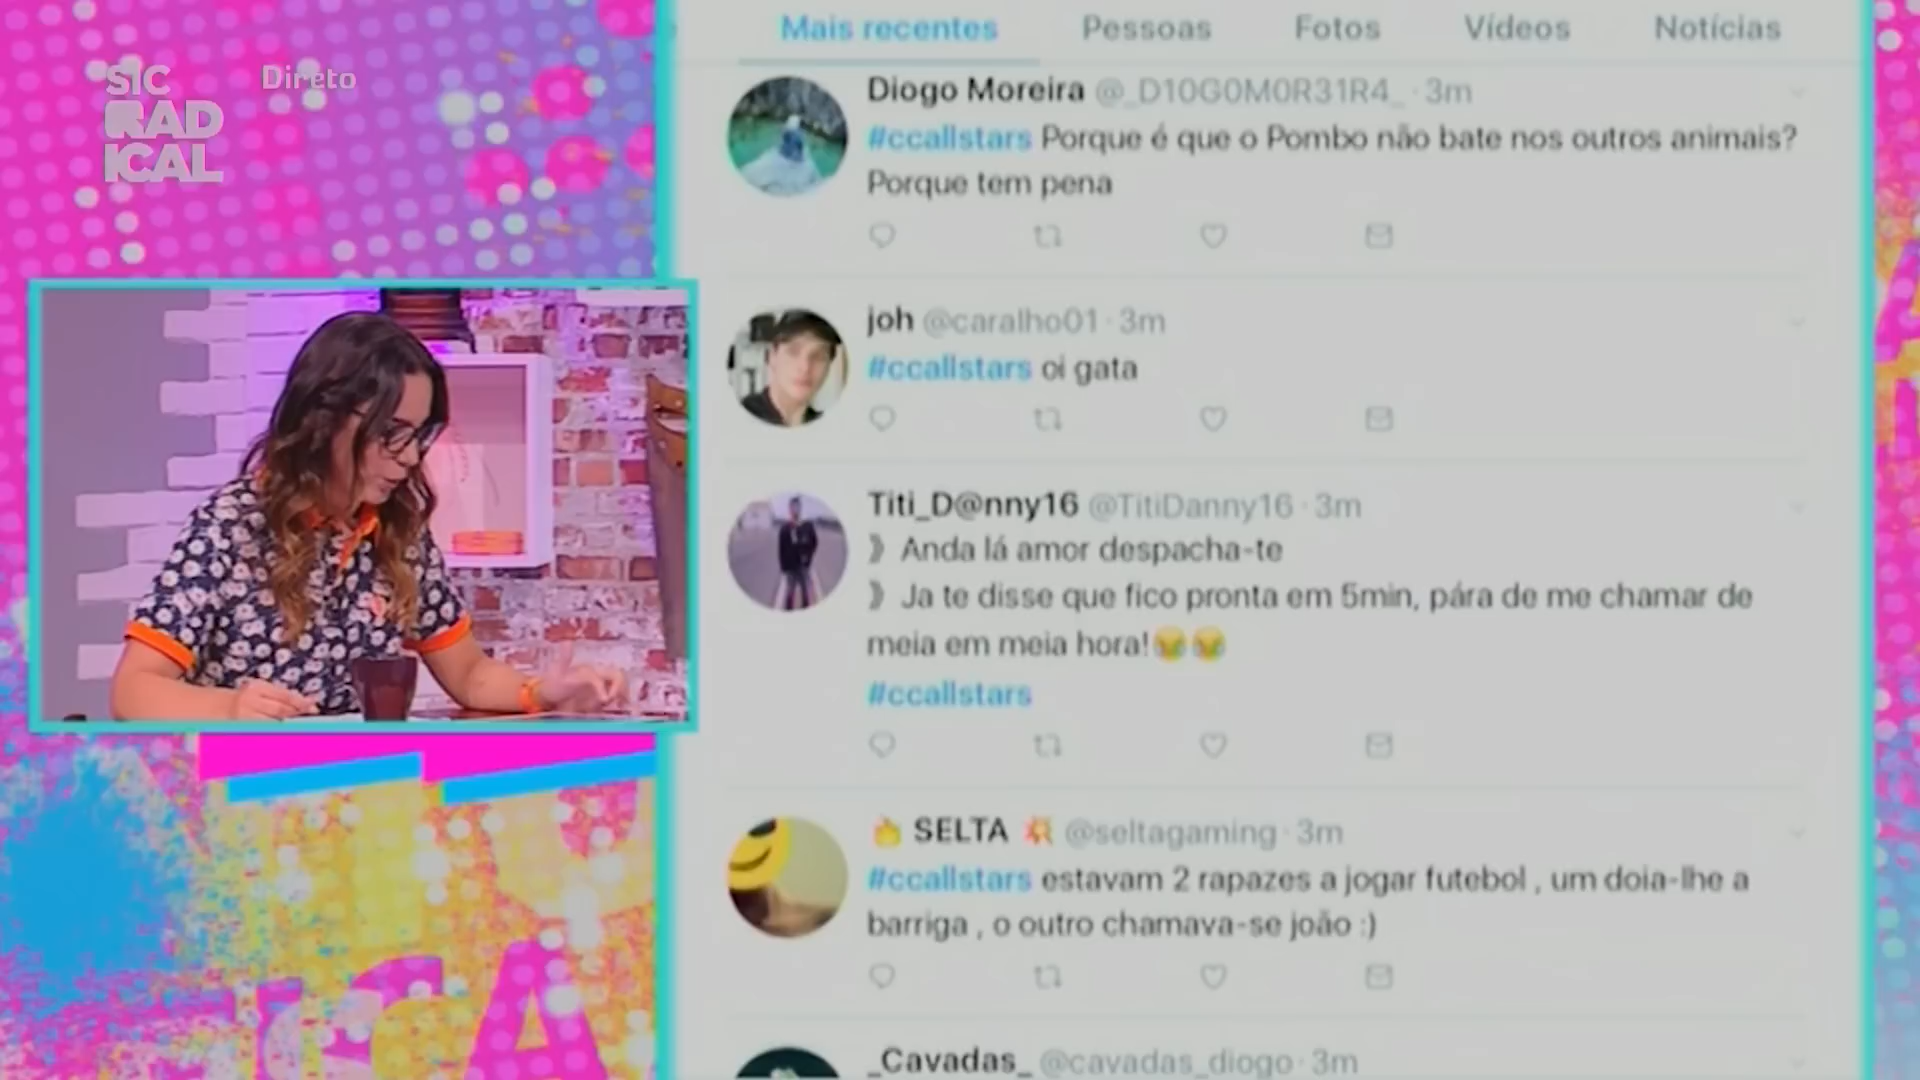 SIC
RADICAL
Direto
Mais recentes Pessoas Fotos Vídeos Notícias
Diogo Moreira @_D10G0M0R31R4_ · 3m
#ccallstars Porque é que o Pombo não bate nos outros animais?
Porque tem pena
joh @caralho01 · 3m
#ccallstars oi gata
Titi_D@nny16 @TitiDanny16 · 3m
》 Anda lá amor despacha-te
》 Ja te disse que fico pronta em 5min, pára de me chamar de
meia em meia hora!😂😂
#ccallstars
🔥 SELTA 💥 @seltagaming · 3m
#ccallstars estavam 2 rapazes a jogar futebol , um doia-lhe a
barriga , o outro chamava-se joão :)
_Cavadas_ @cavadas_diogo · 3m